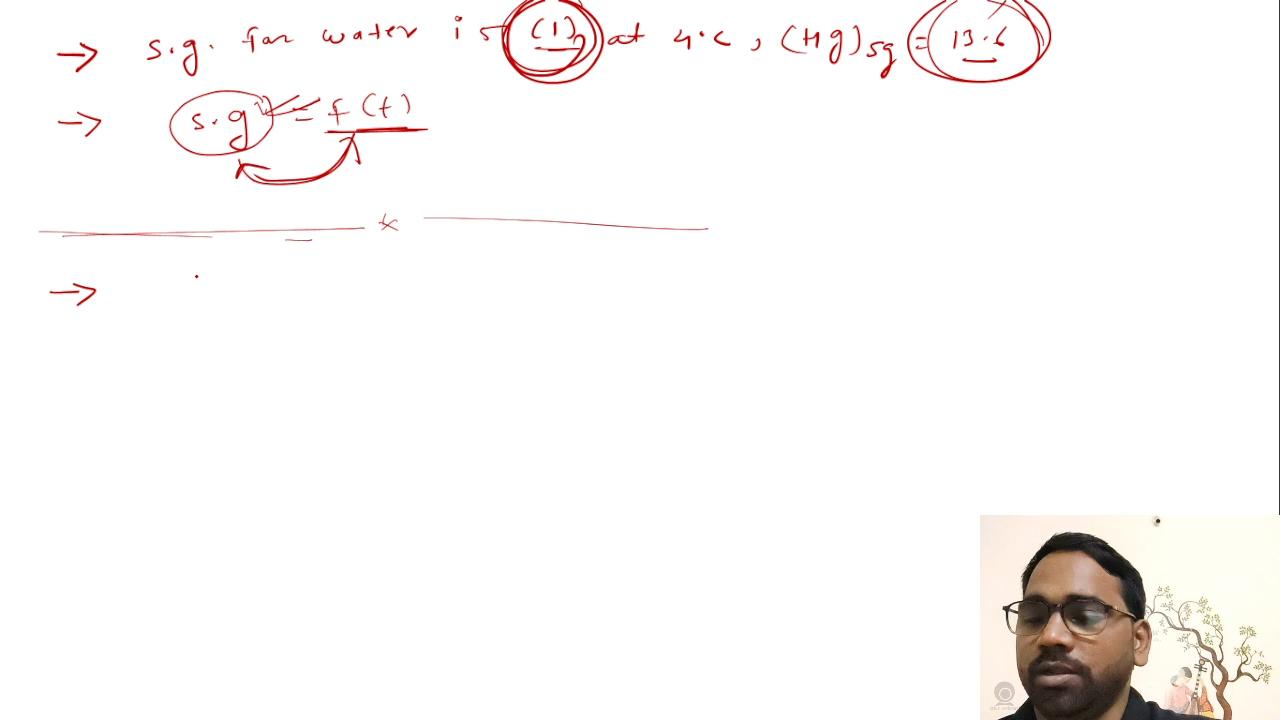 → s.g. for water is (1) at 4°C, (Hg)sg = 13.6
→ s.g = f(t)
→